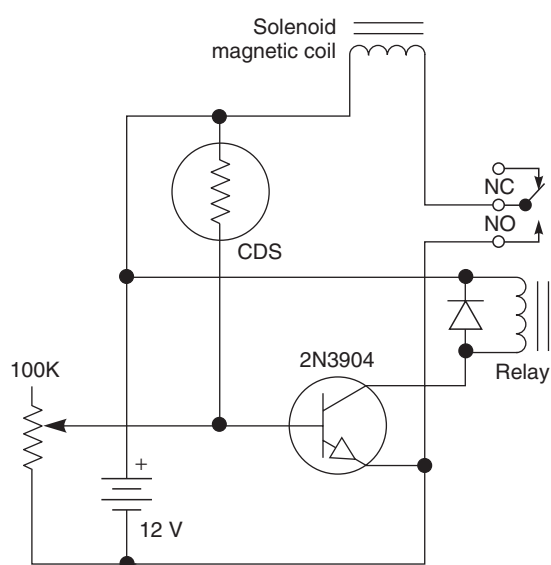 Solenoid
magnetic coil
NC
NO
CDS
2N3904
Relay
100K
+
12 V